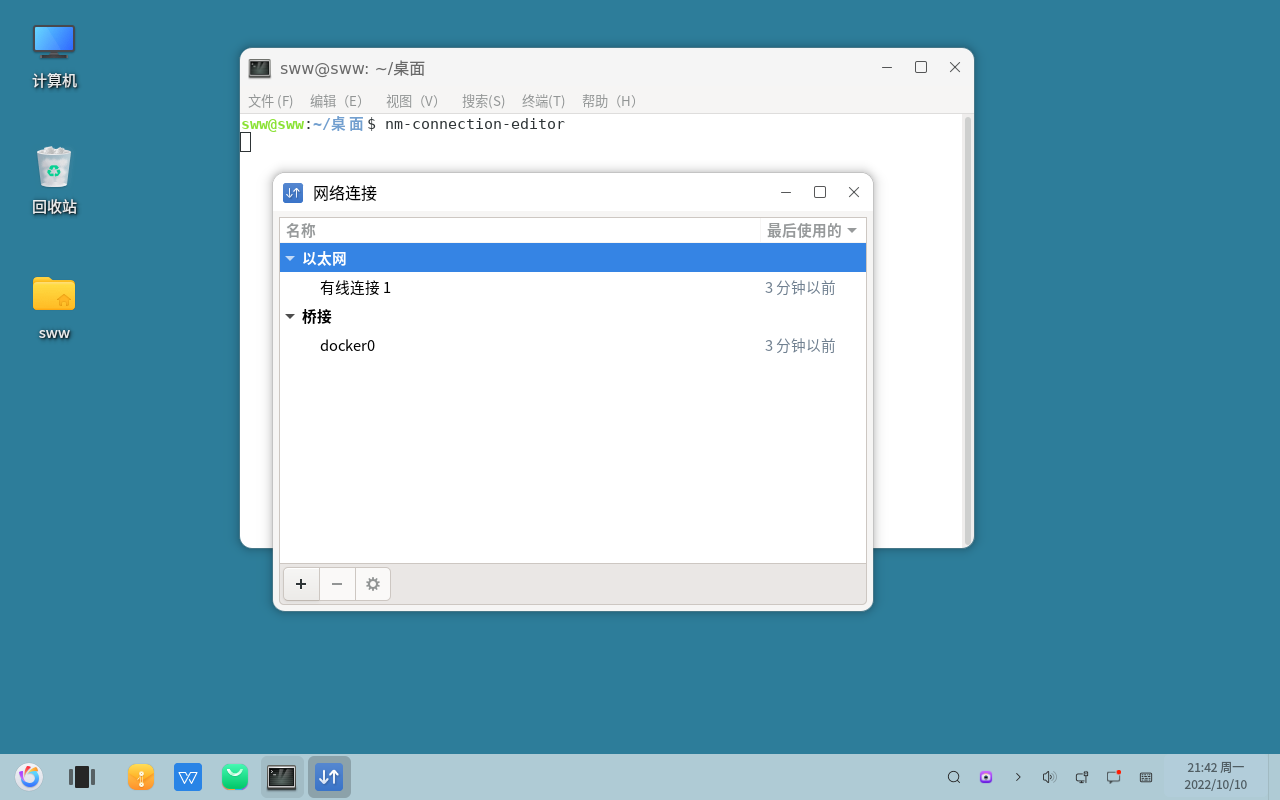 计算机
回收站
sww
sww@sww: ~/桌面
文件 (F) 编辑（E） 视图（V） 搜索(S) 终端(T) 帮助（H）
sww@sww:~/桌面$ nm-connection-editor
网络连接
名称 最后使用的
以太网
有线连接 1 3 分钟以前
桥接
docker0 3 分钟以前
21:42 周一
2022/10/10